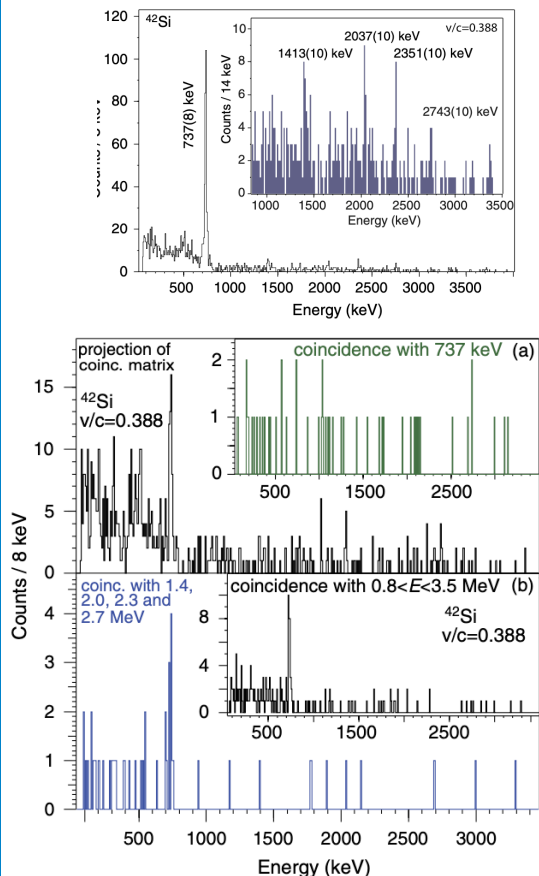 120
100
80
60
40
20
0
⁴²Si
737(8) keV
v/c=0.388
2037(10) keV
1413(10) keV
2351(10) keV
2743(10) keV
Counts / 14 keV
10
8
6
4
2
0
1000 1500 2000 2500 3000 3500
Energy (keV)
500 1000 1500 2000 2500 3000 3500
Energy (keV)
projection of
coinc. matrix
⁴²Si
v/c=0.388
15
10
5
0
coincidence with 737 keV (a)
2
1
0
500 1500 2500
Counts / 8 keV
coinc. with 1.4,
2.0, 2.3 and
2.7 MeV
4
3
2
1
0
coincidence with 0.8<E<3.5 MeV (b)
⁴²Si
v/c=0.388
8
4
0
500 1500 2500
500 1000 1500 2000 2500 3000
Energy (keV)